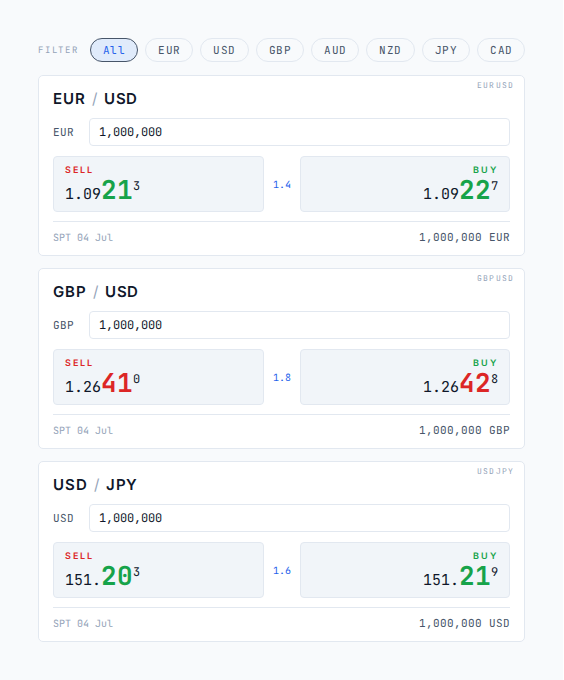 FILTER All EUR USD GBP AUD NZD JPY CAD
EURUSD
EUR / USD
EUR 1,000,000
SELL BUY
1.09213 1.4 1.09227
SPT 04 Jul 1,000,000 EUR
GBPUSD
GBP / USD
GBP 1,000,000
SELL BUY
1.26410 1.8 1.26428
SPT 04 Jul 1,000,000 GBP
USDJPY
USD / JPY
USD 1,000,000
SELL BUY
151.203 1.6 151.219
SPT 04 Jul 1,000,000 USD